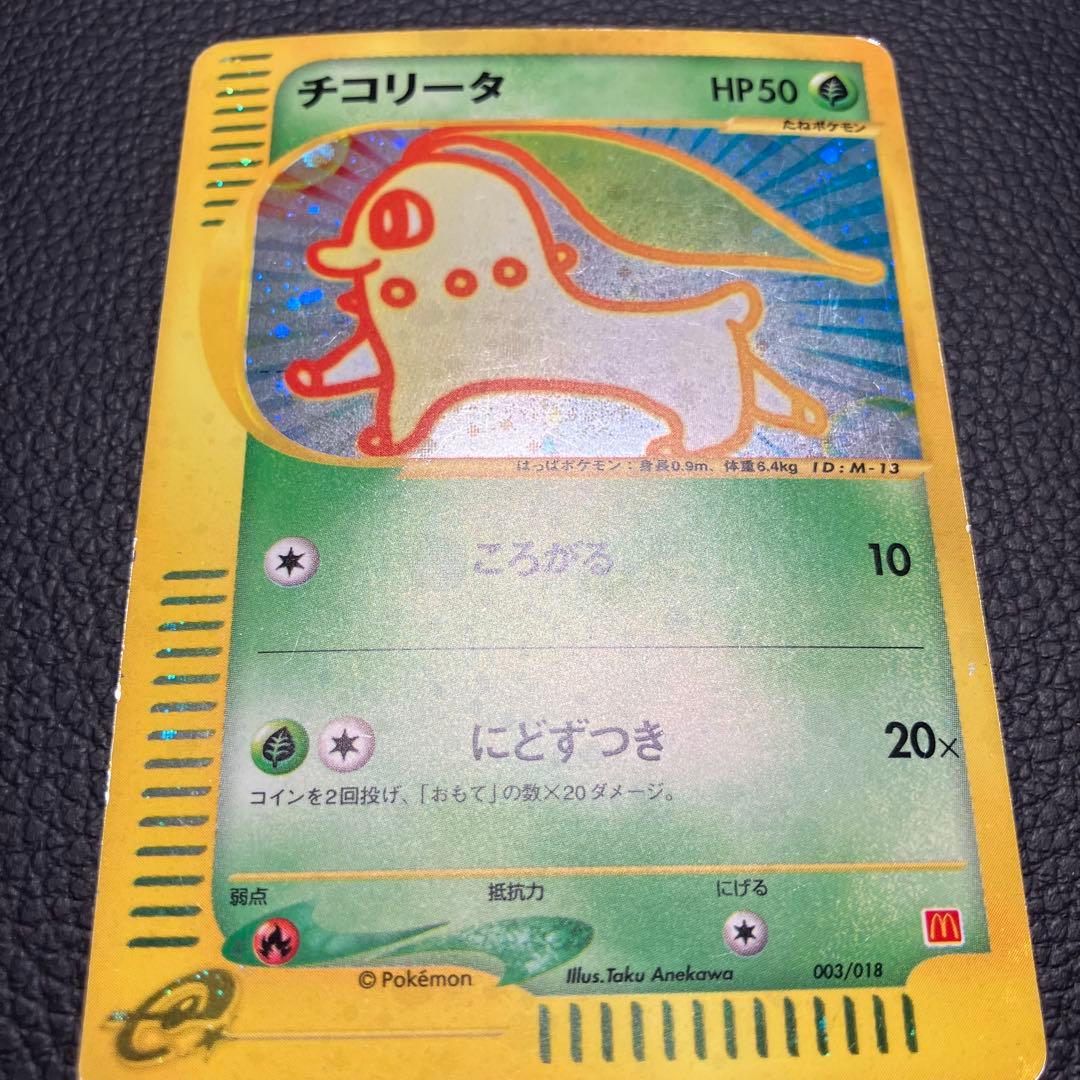 チコリータ HP50
たねポケモン
はっぱポケモン：身長0.9m、体重6.4kg ID:M-13
ころがる 10
にどずつき 20×
コインを2回投げ、「おもて」の数×20ダメージ。
弱点 抵抗力 にげる
© Pokémon Illus.Taku Anekawa 003/018
e